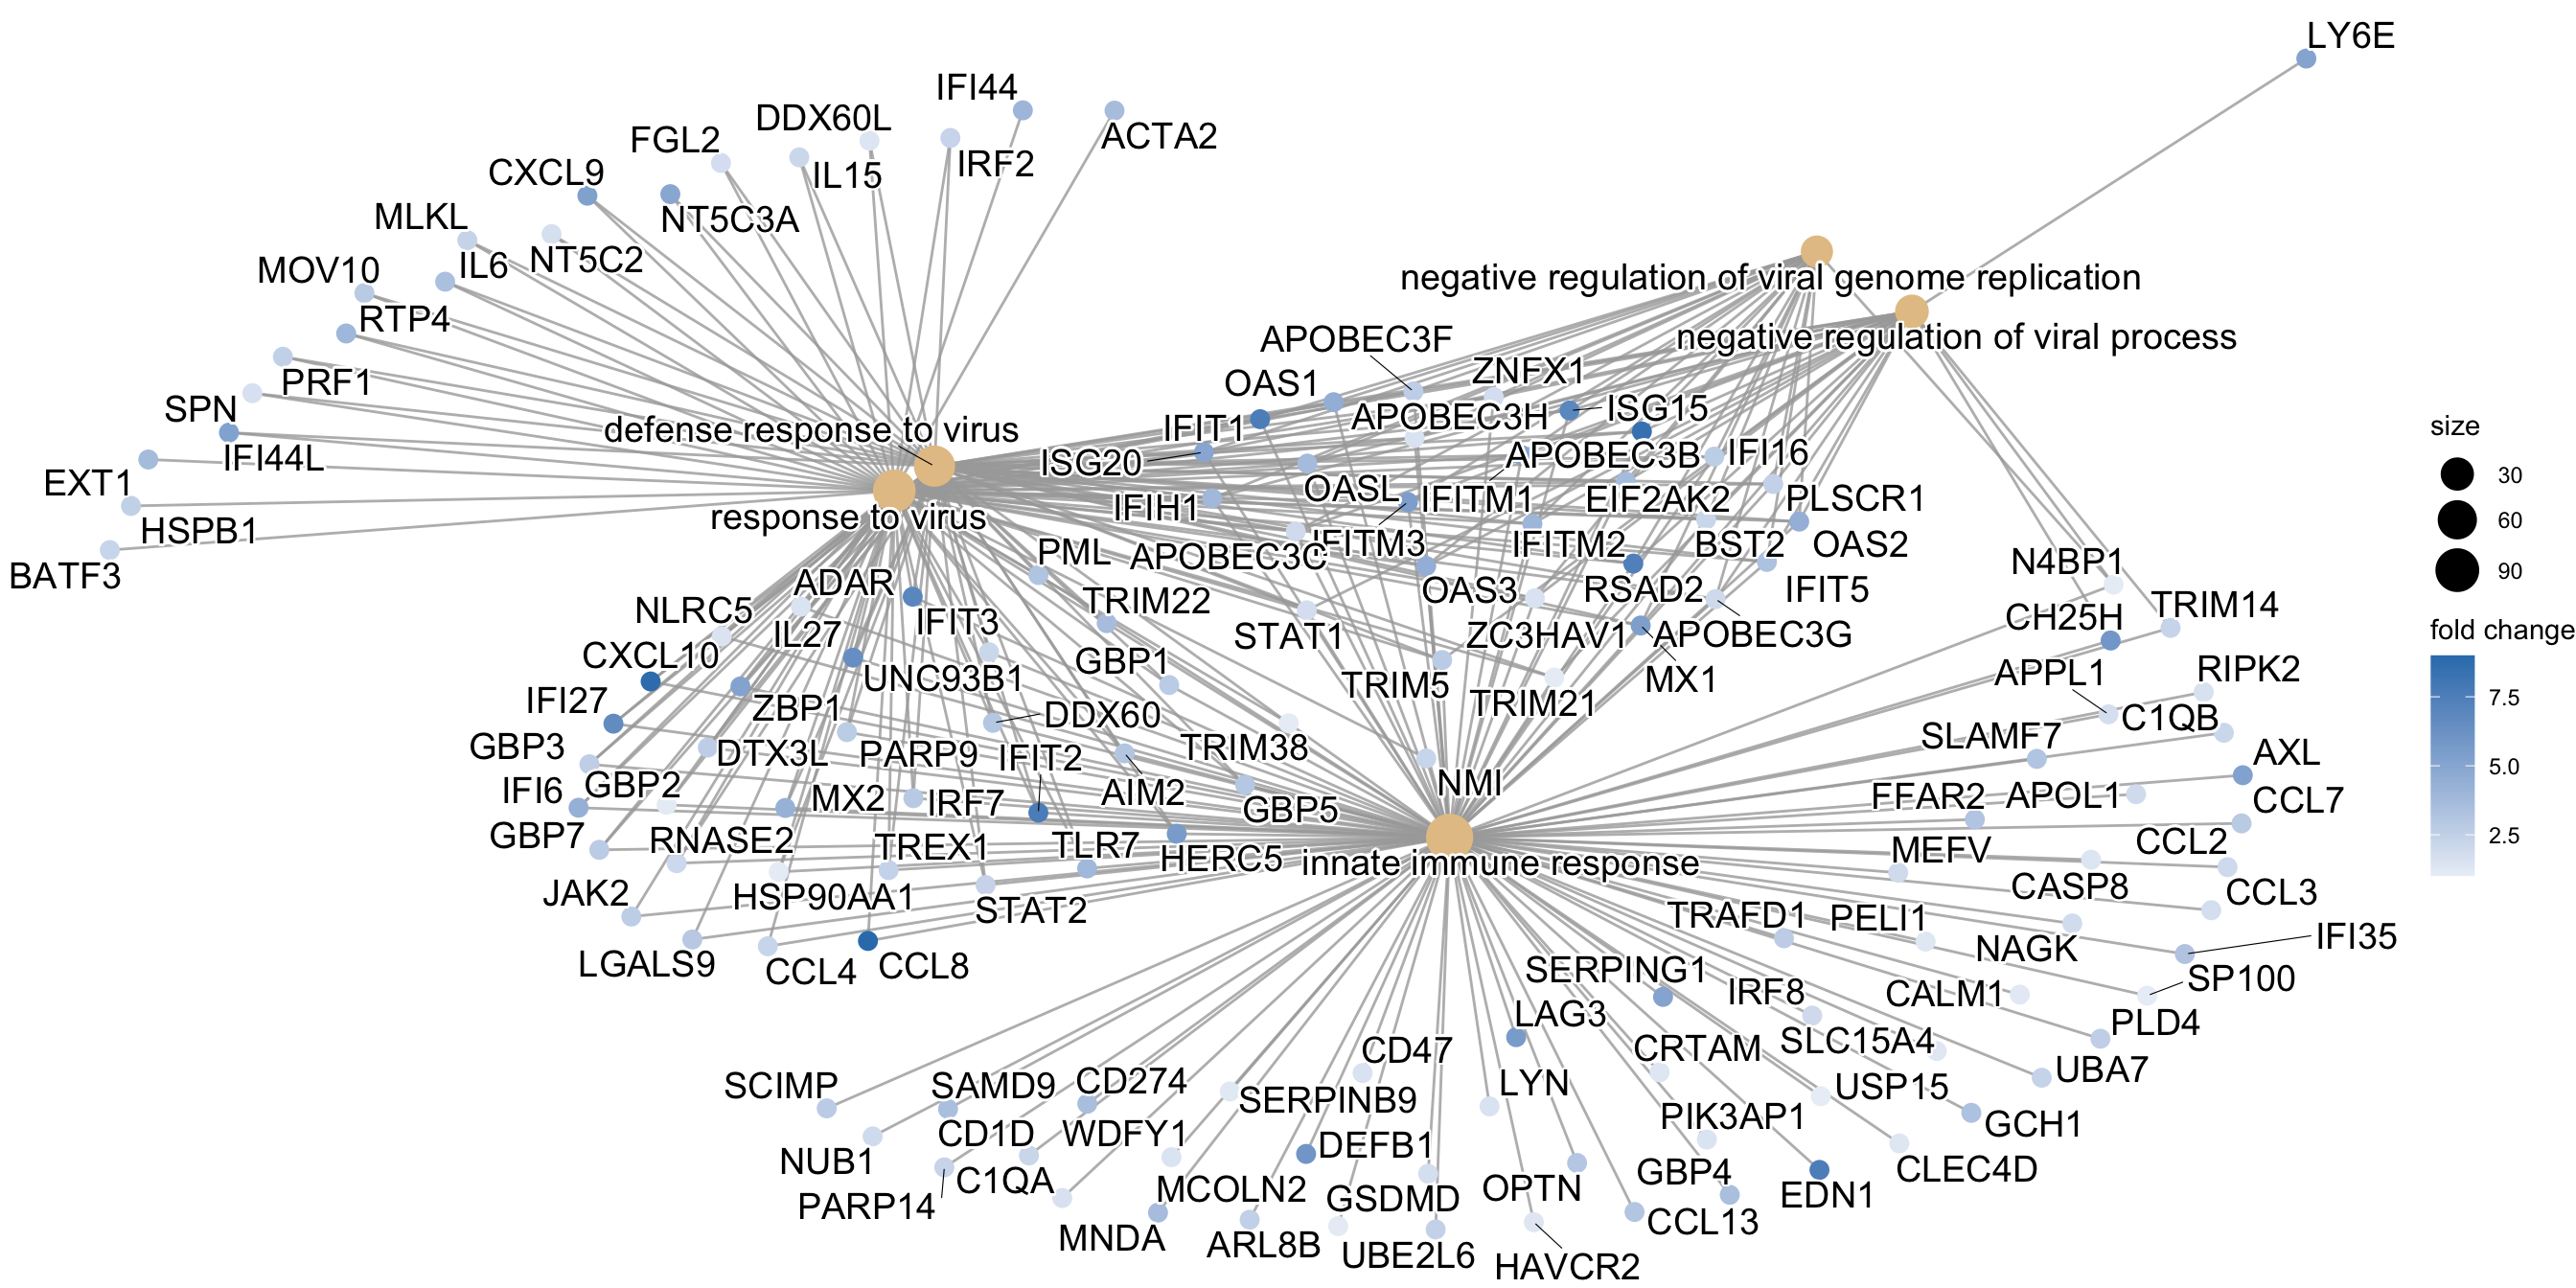 LY6E
IFI44
ACTA2
DDX60L
FGL2
IL15
IRF2
CXCL9
NT5C3A
MLKL
NT5C2
IL6
MOV10
RTP4
PRF1
SPN
IFI44L
EXT1
HSPB1
BATF3
defense response to virus
response to virus
negative regulation of viral genome replication
negative regulation of viral process
APOBEC3F
ZNFX1
OAS1
APOBEC3H
ISG15
IFIT1
ISG20
APOBEC3B
IFI16
OASL
IFITM1
EIF2AK2
PLSCR1
IFIH1
IFITM3
IFITM2
BST2
OAS2
PML
APOBEC3C
OAS3
RSAD2
IFIT5
ADAR
TRIM22
NLRC5
IL27
IFIT3
STAT1
ZC3HAV1
APOBEC3G
CXCL10
UNC93B1
GBP1
TRIM5
TRIM21
MX1
N4BP1
CH25H
TRIM14
APPL1
RIPK2
C1QB
SLAMF7
AXL
FFAR2
APOL1
CCL7
MEFV
CCL2
CASP8
CCL3
IFI27
ZBP1
DDX60
GBP3
DTX3L
PARP9
IFIT2
TRIM38
NMI
IFI6
GBP2
MX2
IRF7
AIM2
GBP5
GBP7
RNASE2
TREX1
TLR7
HERC5
innate immune response
JAK2
HSP90AA1
STAT2
LGALS9
CCL4
CCL8
TRAFD1
PELI1
NAGK
IFI35
SERPING1
IRF8
CALM1
SP100
LAG3
PLD4
CD47
CRTAM
SLC15A4
UBA7
SCIMP
SAMD9
CD274
SERPINB9
LYN
USP15
PIK3AP1
GCH1
NUB1
CD1D
WDFY1
DEFB1
GBP4
CLEC4D
PARP14
C1QA
MCOLN2
GSDMD
OPTN
EDN1
MNDA
ARL8B
UBE2L6
CCL13
HAVCR2
size
30
60
90
fold change
7.5
5.0
2.5